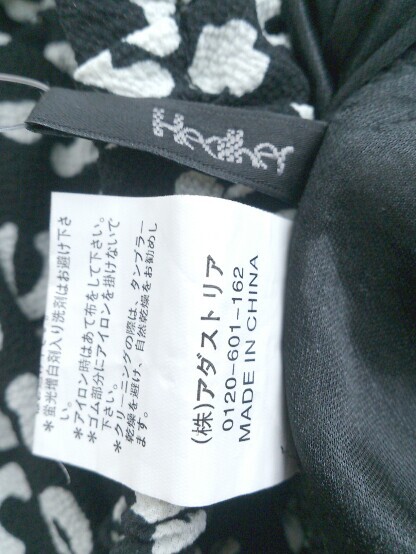 ＊蛍光増白剤入り洗剤はお避け下さ
い。
＊アイロン時はあて布をして下さい。
＊ゴム部分にアイロンを掛けないで
下さい。
＊クリーニングの際は、タンブラー
乾燥を避け、自然乾燥をお勧めし
ます。
(株)アダストリア
0120-601-162
MADE IN CHINA